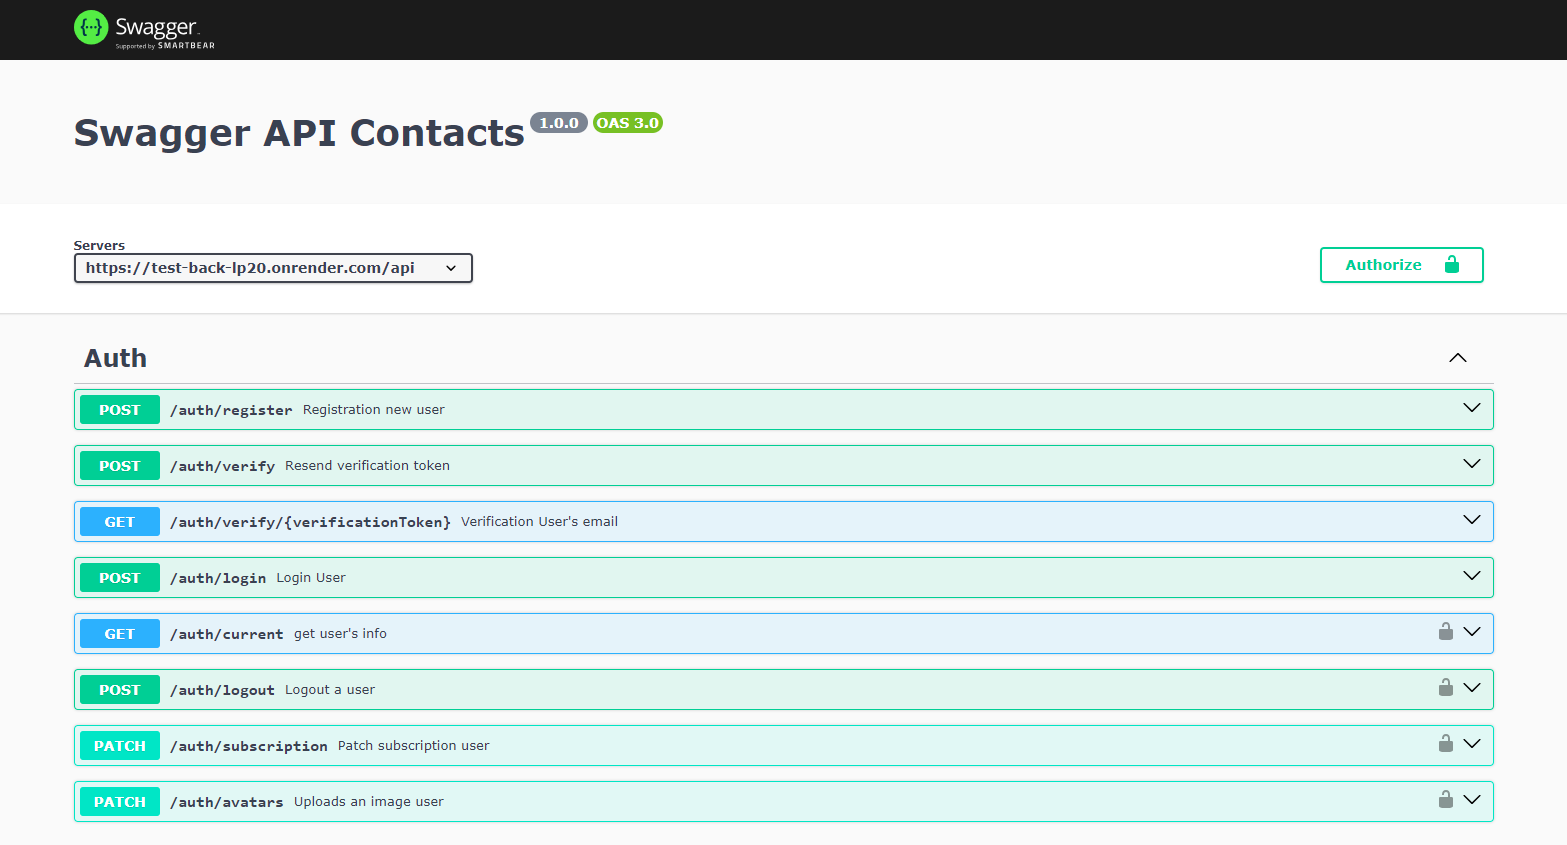 {···} Swagger.
Supported by SMARTBEAR
Swagger API Contacts 1.0.0 OAS 3.0
Servers
https://test-back-lp20.onrender.com/api
Authorize
Auth
POST /auth/register Registration new user
POST /auth/verify Resend verification token
GET /auth/verify/{verificationToken} Verification User's email
POST /auth/login Login User
GET /auth/current get user's info
POST /auth/logout Logout a user
PATCH /auth/subscription Patch subscription user
PATCH /auth/avatars Uploads an image user